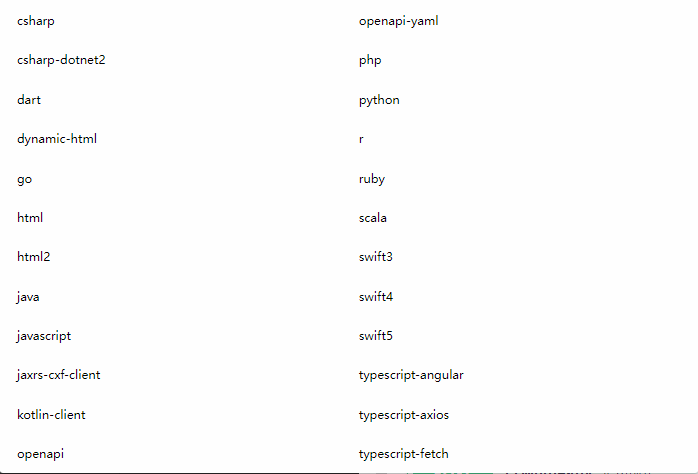 csharp
csharp-dotnet2
dart
dynamic-html
go
html
html2
java
javascript
jaxrs-cxf-client
kotlin-client
openapi
openapi-yaml
php
python
r
ruby
scala
swift3
swift4
swift5
typescript-angular
typescript-axios
typescript-fetch